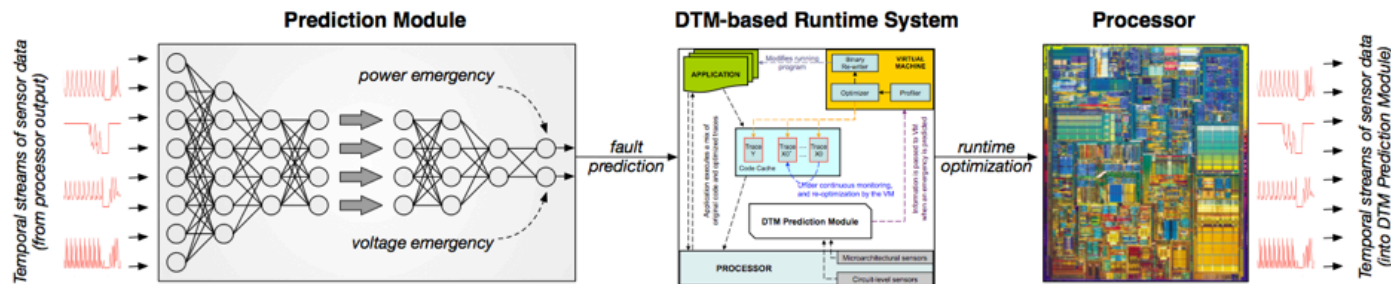 Prediction Module
DTM-based Runtime System
Processor
Temporal streams of sensor data
(from processor output)
power emergency
voltage emergency
fault
prediction
APPLICATION
Modifies running
program
Binary
Re-writer
VIRTUAL
MACHINE
Optimizer
Profiler
Application executes a mix of
original code and optimized traces
Trace
Y
Trace
X0'
...
Trace
X0
Code Cache
Under continuous monitoring,
and re-optimization by the VM
Information is passed to VM
when an emergency is predicted
DTM Prediction Module
PROCESSOR
Microarchitectural sensors
Circuit-level sensors
runtime
optimization
Temporal streams of sensor data
(into DTM Prediction Module)